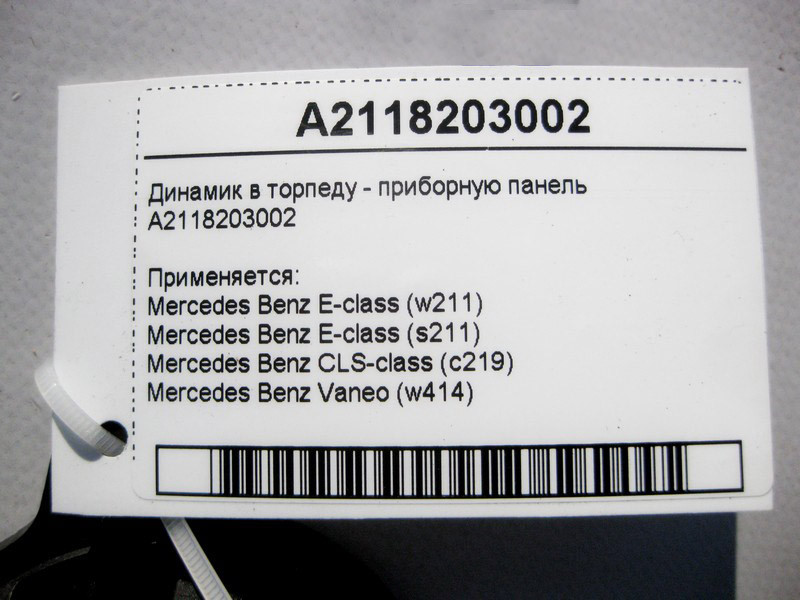 A2118203002
Динамик в торпеду - приборную панель
A2118203002
Применяется:
Mercedes Benz E-class (w211)
Mercedes Benz E-class (s211)
Mercedes Benz CLS-class (c219)
Mercedes Benz Vaneo (w414)